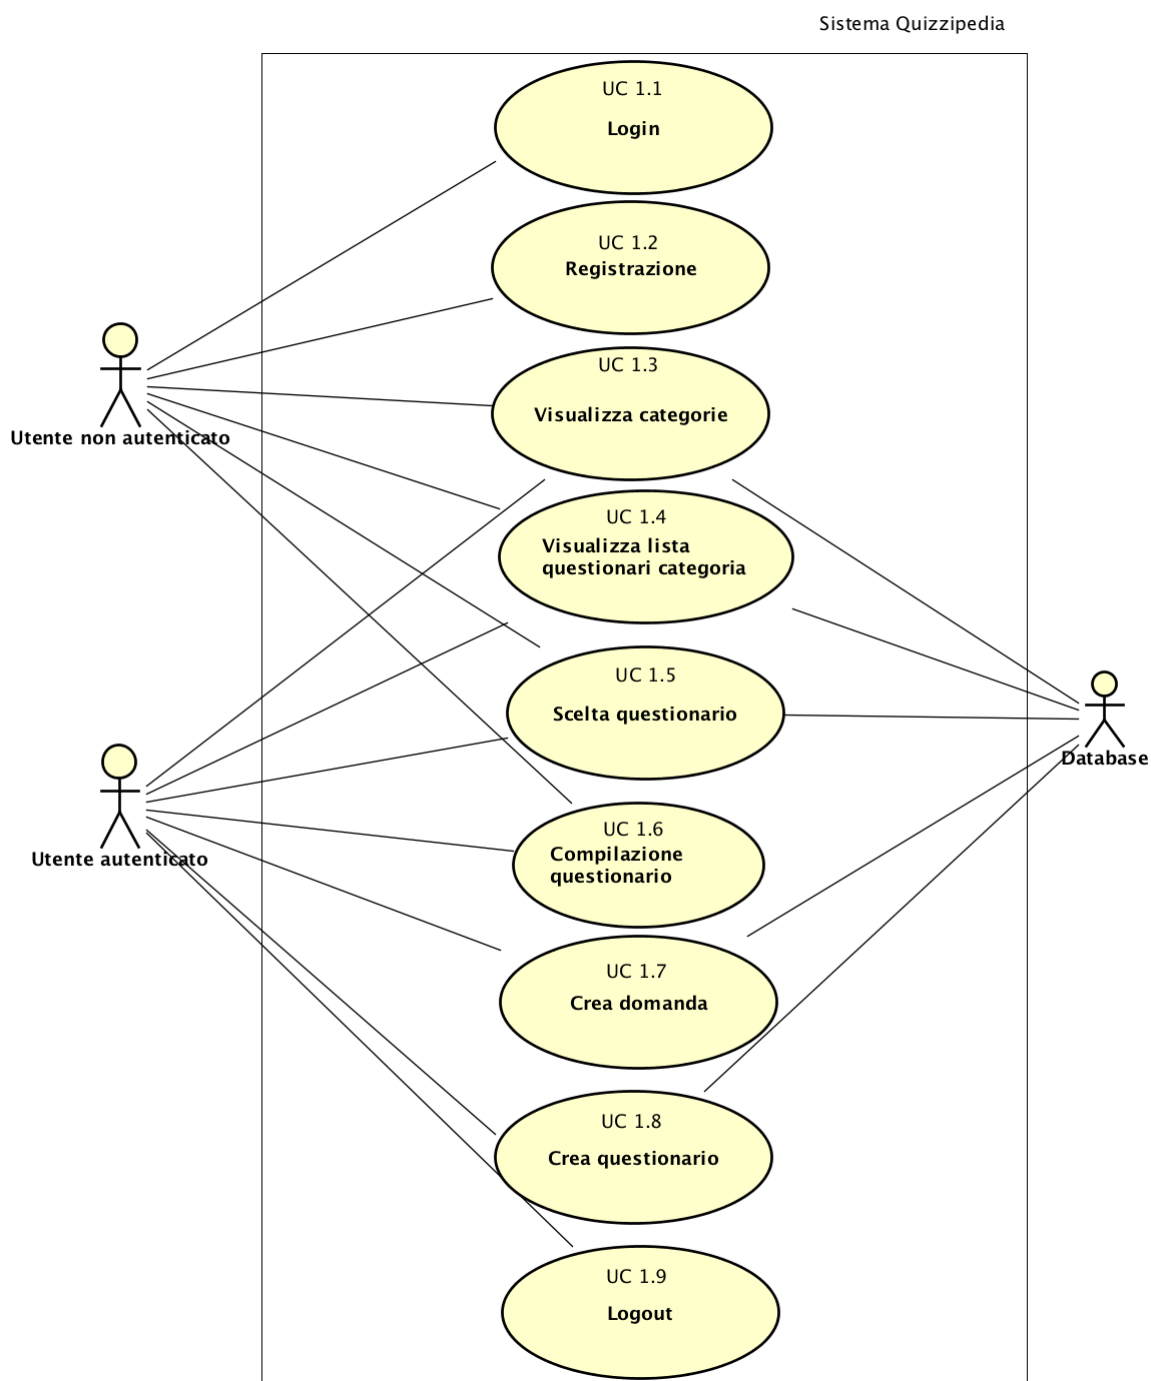 Sistema Quizzipedia
UC 1.1
Login
UC 1.2
Registrazione
UC 1.3
Visualizza categorie
Utente non autenticato
UC 1.4
Visualizza lista
questionari categoria
UC 1.5
Scelta questionario
Database
UC 1.6
Compilazione
questionario
Utente autenticato
UC 1.7
Crea domanda
UC 1.8
Crea questionario
UC 1.9
Logout